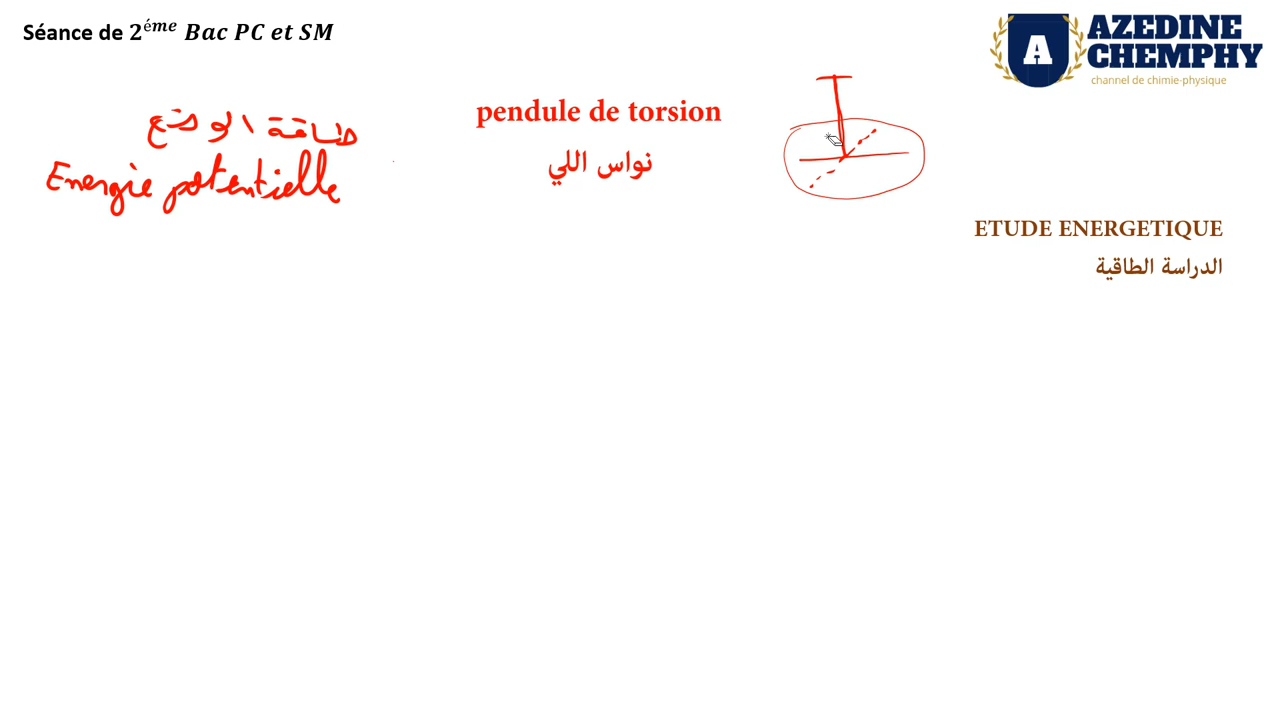 Séance de 2éme Bac PC et SM
AZEDINE
CHEMPHY
channel de chimie-physique
A
طاقة الوضع
Energie potentielle
pendule de torsion
نواس اللي
ETUDE ENERGETIQUE
الدراسة الطاقية